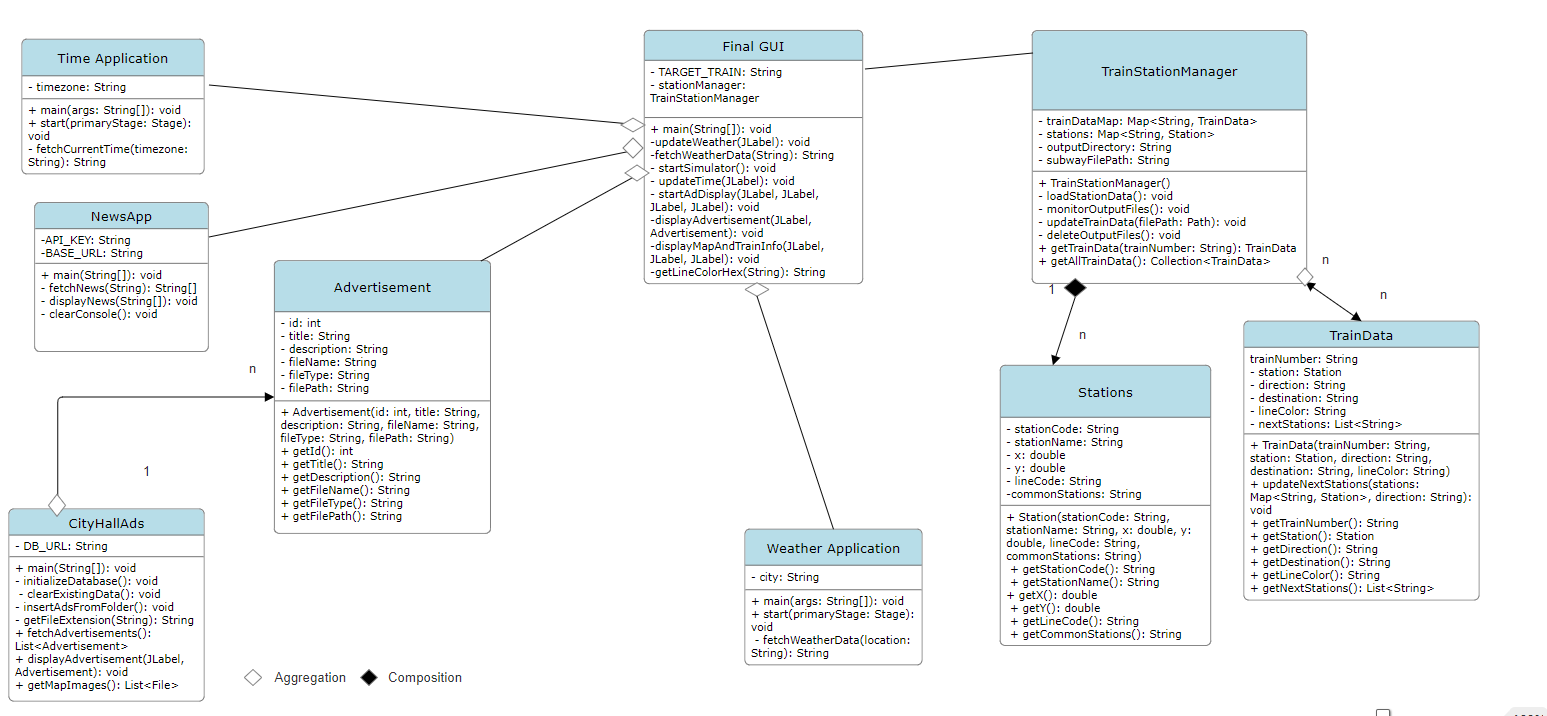 Time Application
- timezone: String
+ main(args: String[]): void
+ start(primaryStage: Stage):
void
- fetchCurrentTime(timezone:
String): String
NewsApp
-API_KEY: String
-BASE_URL: String
+ main(String[]): void
- fetchNews(String): String[]
- displayNews(String[]): void
- clearConsole(): void
Advertisement
- id: int
- title: String
- description: String
- fileName: String
- fileType: String
- filePath: String
+ Advertisement(id: int, title: String,
description: String, fileName: String,
fileType: String, filePath: String)
+ getId(): int
+ getTitle(): String
+ getDescription(): String
+ getFileName(): String
+ getFileType(): String
+ getFilePath(): String
n
1
CityHallAds
- DB_URL: String
+ main(String[]): void
- initializeDatabase(): void
- clearExistingData(): void
- insertAdsFromFolder(): void
- getFileExtension(String): String
+ fetchAdvertisements():
List<Advertisement>
+ displayAdvertisement(JLabel,
Advertisement): void
+ getMapImages(): List<File>
Aggregation
Composition
Final GUI
- TARGET_TRAIN: String
- stationManager:
TrainStationManager
+ main(String[]): void
-updateWeather(JLabel): void
-fetchWeatherData(String): String
- startSimulator(): void
- updateTime(JLabel): void
- startAdDisplay(JLabel, JLabel,
JLabel, JLabel): void
-displayAdvertisement(JLabel,
Advertisement): void
-displayMapAndTrainInfo(JLabel,
JLabel, JLabel): void
-getLineColorHex(String): String
Weather Application
- city: String
+ main(args: String[]): void
+ start(primaryStage: Stage):
void
- fetchWeatherData(location:
String): String
TrainStationManager
- trainDataMap: Map<String, TrainData>
- stations: Map<String, Station>
- outputDirectory: String
- subwayFilePath: String
+ TrainStationManager()
- loadStationData(): void
- monitorOutputFiles(): void
- updateTrainData(filePath: Path): void
- deleteOutputFiles(): void
+ getTrainData(trainNumber: String): TrainData
+ getAllTrainData(): Collection<TrainData>
1
n
n
n
Stations
- stationCode: String
- stationName: String
- x: double
- y: double
- lineCode: String
-commonStations: String
+ Station(stationCode: String,
stationName: String, x: double, y:
double, lineCode: String,
commonStations: String)
+ getStationCode(): String
+ getStationName(): String
+ getX(): double
+ getY(): double
+ getLineCode(): String
+ getCommonStations(): String
TrainData
trainNumber: String
- station: Station
- direction: String
- destination: String
- lineColor: String
- nextStations: List<String>
+ TrainData(trainNumber: String,
station: Station, direction: String,
destination: String, lineColor: String)
+ updateNextStations(stations:
Map<String, Station>, direction: String):
void
+ getTrainNumber(): String
+ getStation(): Station
+ getDirection(): String
+ getDestination(): String
+ getLineColor(): String
+ getNextStations(): List<String>